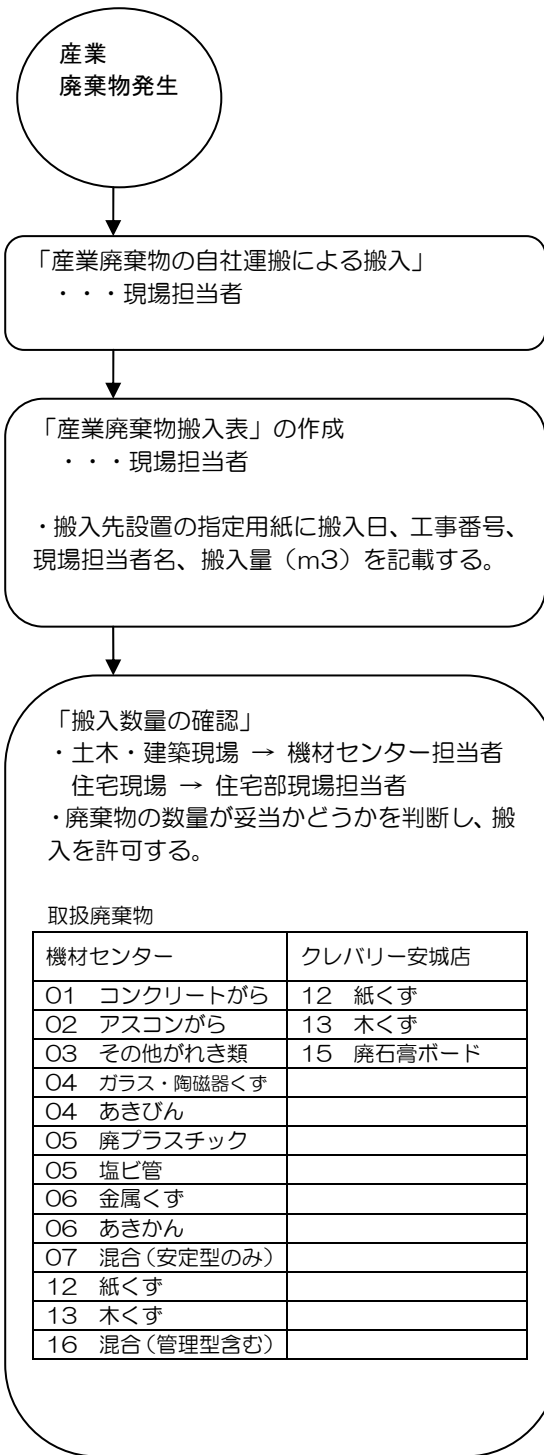 産業
廃棄物発生
「産業廃棄物の自社運搬による搬入」
・・・現場担当者
「産業廃棄物搬入表」の作成
・・・現場担当者
・搬入先設置の指定用紙に搬入日、工事番号、
現場担当者名、搬入量（m3）を記載する。
「搬入数量の確認」
・土木・建築現場 → 機材センター担当者
住宅現場 → 住宅部現場担当者
・廃棄物の数量が妥当かどうかを判断し、搬
入を許可する。
取扱廃棄物
機材センター クレバリー安城店
01 コンクリートがら 12 紙くず
02 アスコンがら 13 木くず
03 その他がれき類 15 廃石膏ボード
04 ガラス・陶磁器くず
04 あきびん
05 廃プラスチック
05 塩ビ管
06 金属くず
06 あきかん
07 混合（安定型のみ）
12 紙くず
13 木くず
16 混合（管理型含む）